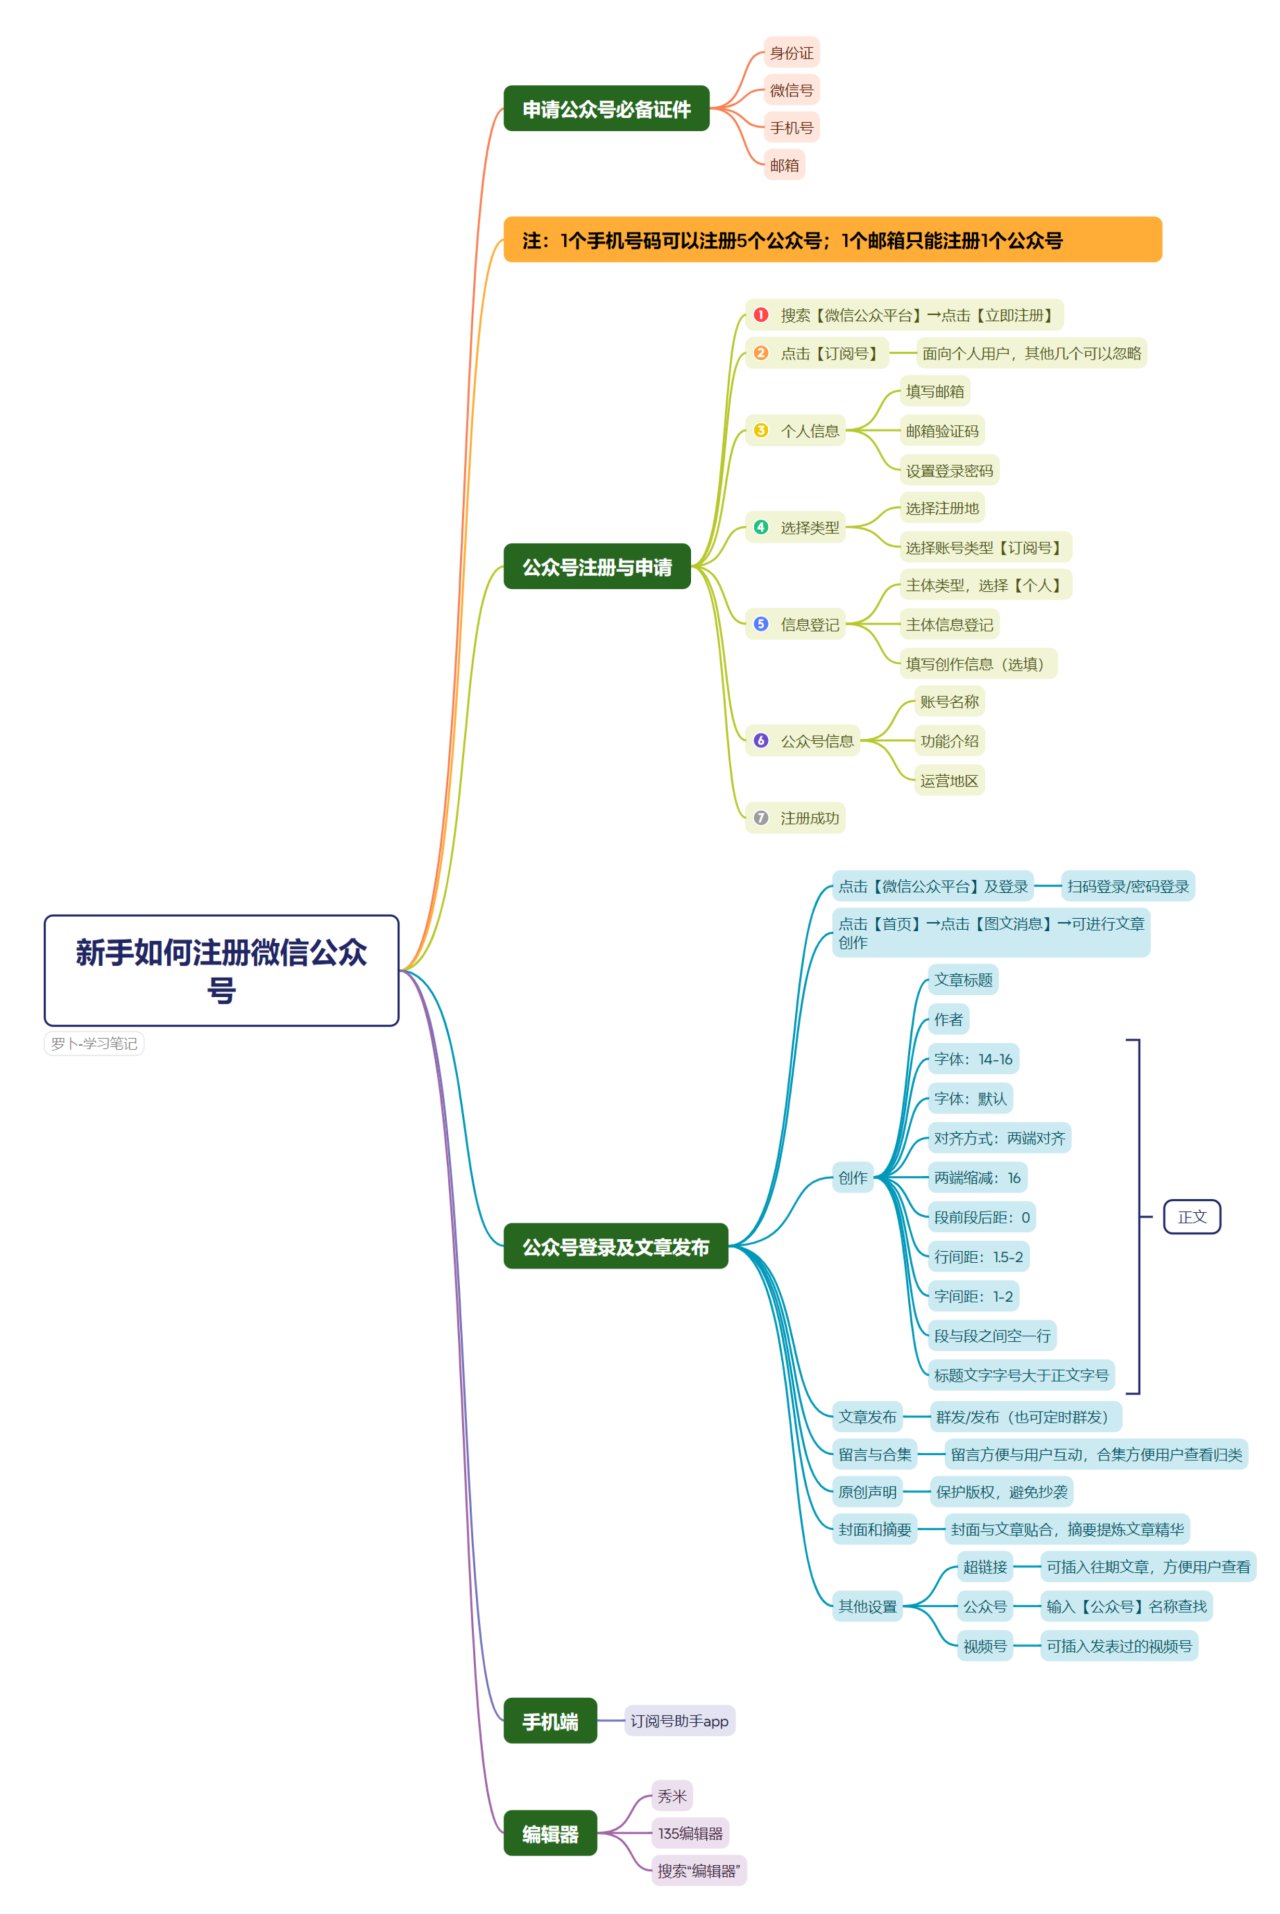 新手如何注册微信公众
号
罗卜-学习笔记
申请公众号必备证件
身份证
微信号
手机号
邮箱
注：1个手机号码可以注册5个公众号；1个邮箱只能注册1个公众号
公众号注册与申请
1 搜索【微信公众平台】→点击【立即注册】
2 点击【订阅号】
面向个人用户，其他几个可以忽略
3 个人信息
填写邮箱
邮箱验证码
设置登录密码
4 选择类型
选择注册地
选择账号类型【订阅号】
5 信息登记
主体类型，选择【个人】
主体信息登记
填写创作信息（选填）
6 公众号信息
账号名称
功能介绍
运营地区
7 注册成功
公众号登录及文章发布
点击【微信公众平台】及登录
扫码登录/密码登录
点击【首页】→点击【图文消息】→可进行文章
创作
创作
文章标题
作者
字体：14-16
字体：默认
对齐方式：两端对齐
两端缩减：16
段前段后距：0
行间距：1.5-2
字间距：1-2
段与段之间空一行
标题文字字号大于正文字号
正文
文章发布
群发/发布（也可定时群发）
留言与合集
留言方便与用户互动，合集方便用户查看归类
原创声明
保护版权，避免抄袭
封面和摘要
封面与文章贴合，摘要提炼文章精华
其他设置
超链接
可插入往期文章，方便用户查看
公众号
输入【公众号】名称查找
视频号
可插入发表过的视频号
手机端
订阅号助手app
编辑器
秀米
135编辑器
搜索“编辑器”